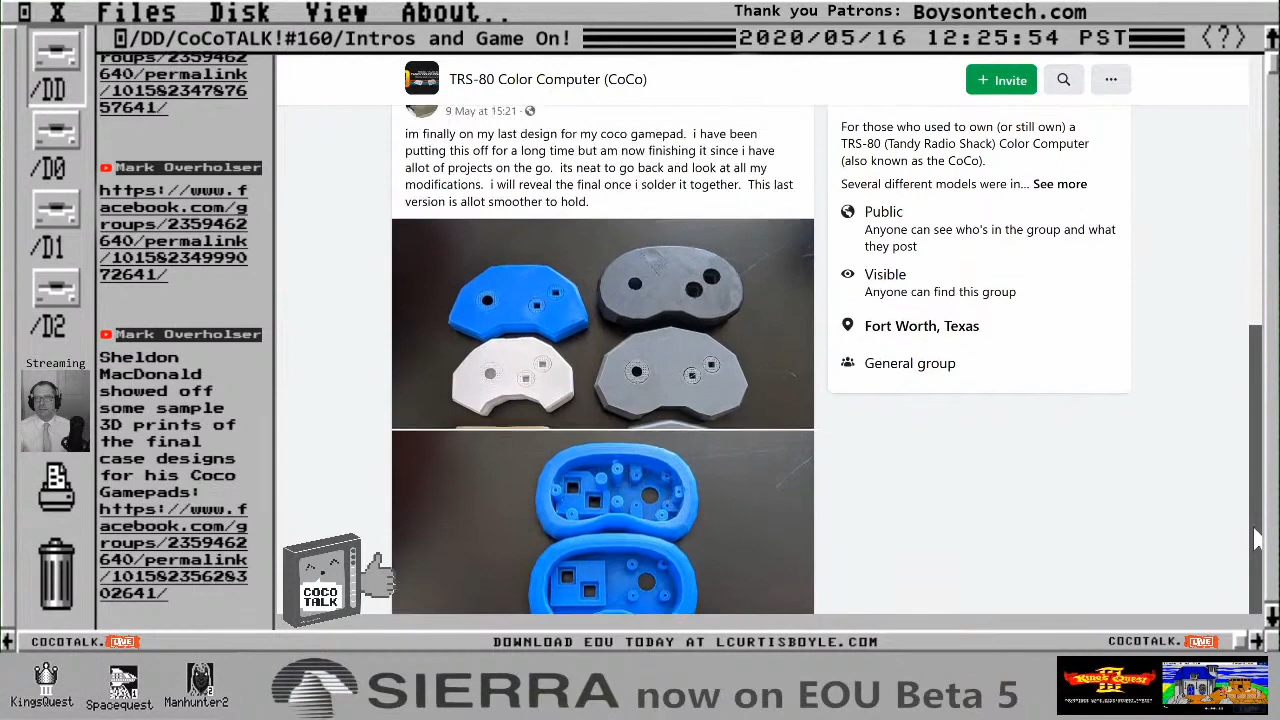 X Files Disk View About..
Thank you Patrons: Boysontech.com
/DD/CoCoTALK!#160/Intros and Game On!
2020/05/16 12:25:54 PST
(?)
/DD
/D0
/D1
/D2
Streaming
roups/2359462
640/permalink
/101582347876
57641/
Mark Overholser
https://www.f
acebook.com/g
roups/2359462
640/permalink
/101582349990
72641/
Mark Overholser
Sheldon
MacDonald
showed off
some sample
3D prints of
the final
case designs
for his Coco
Gamepads:
https://www.f
acebook.com/g
roups/2359462
640/permalink
/101582356283
02641/
TRS-80 Color Computer (CoCo)
+ Invite
9 May at 15:21 ·
im finally on my last design for my coco gamepad. i have been
putting this off for a long time but am now finishing it since i have
allot of projects on the go. its neat to go back and look at all my
modifications. i will reveal the final once i solder it together. This last
version is allot smoother to hold.
For those who used to own (or still own) a
TRS-80 (Tandy Radio Shack) Color Computer
(also known as the CoCo).
Several different models were in... See more
Public
Anyone can see who's in the group and what
they post
Visible
Anyone can find this group
Fort Worth, Texas
General group
COCO
TALK
COCOTALK.LIVE
DOWNLOAD EOU TODAY AT LCURTISBOYLE.COM
COCOTALK.LIVE
KingsQuest
Spacequest
Manhunter2
SIERRA now on EOU Beta 5
King's Quest
III